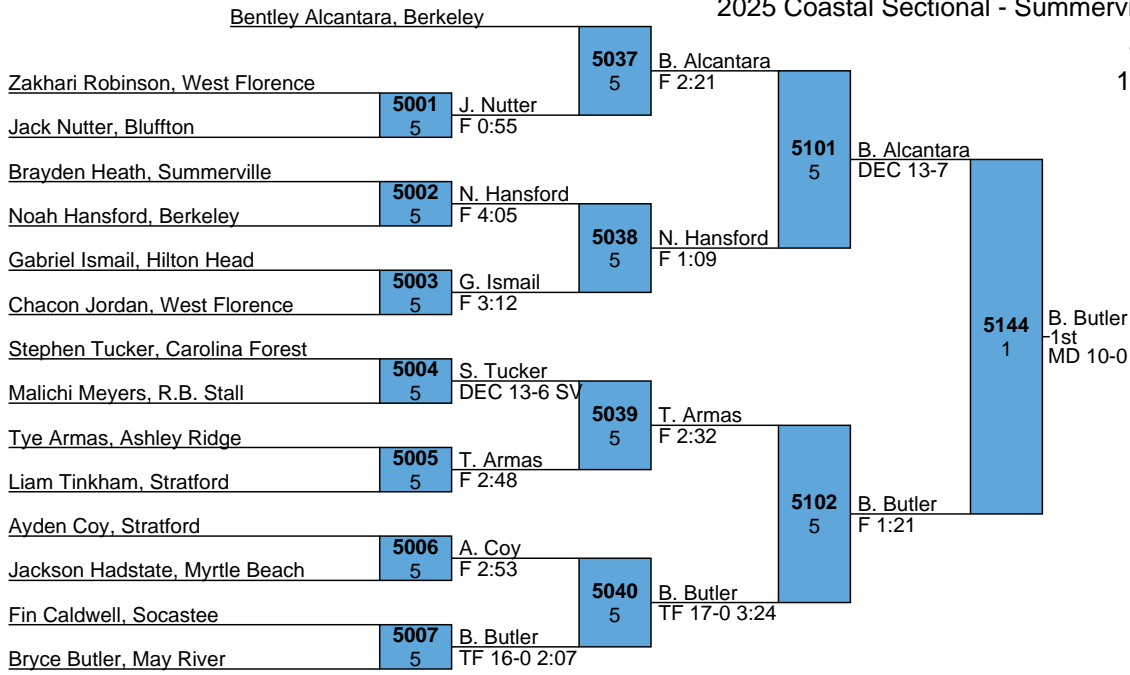 2025 Coastal Sectional - Summerv
Bentley Alcantara, Berkeley
5037
5
B. Alcantara
F 2:21
1
Zakhari Robinson, West Florence
5001
5
J. Nutter
F 0:55
Jack Nutter, Bluffton
5101
5
B. Alcantara
DEC 13-7
Brayden Heath, Summerville
5002
5
N. Hansford
F 4:05
Noah Hansford, Berkeley
5038
5
N. Hansford
F 1:09
Gabriel Ismail, Hilton Head
5003
5
G. Ismail
F 3:12
Chacon Jordan, West Florence
5144
1
B. Butler
1st
MD 10-0
Stephen Tucker, Carolina Forest
5004
5
S. Tucker
DEC 13-6 SV
Malichi Meyers, R.B. Stall
5039
5
T. Armas
F 2:32
Tye Armas, Ashley Ridge
5005
5
T. Armas
F 2:48
Liam Tinkham, Stratford
5102
5
B. Butler
F 1:21
Ayden Coy, Stratford
5006
5
A. Coy
F 2:53
Jackson Hadstate, Myrtle Beach
5040
5
B. Butler
TF 17-0 3:24
Fin Caldwell, Socastee
5007
5
B. Butler
TF 16-0 2:07
Bryce Butler, May River